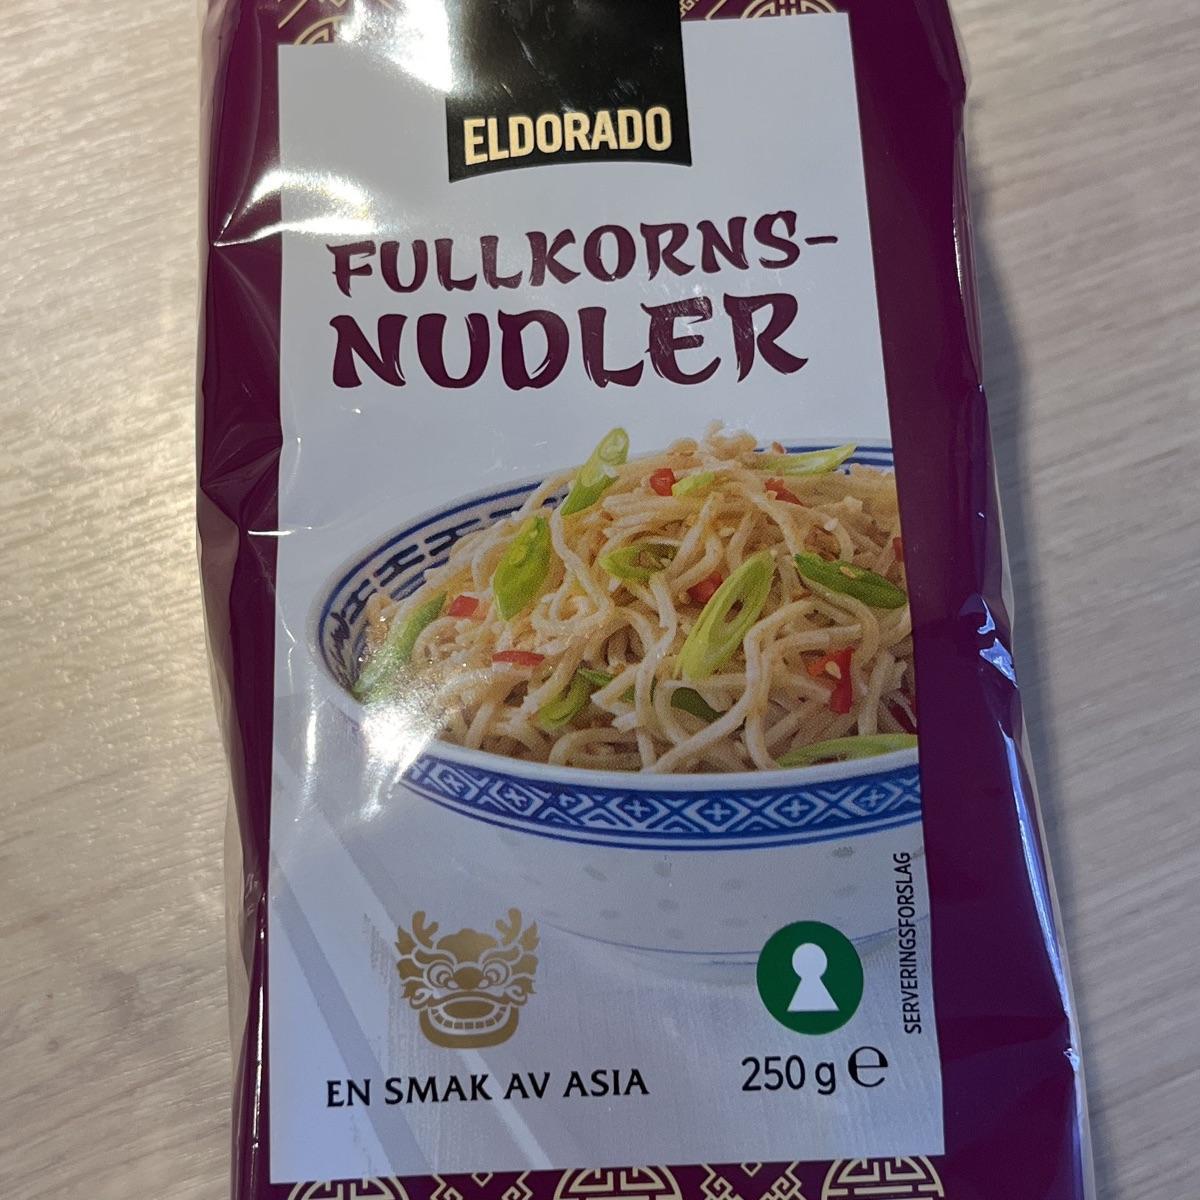 ELDORADO
FULLKORNS-
NUDLER
SERVERINGSFORSLAG
EN SMAK AV ASIA
250 g ℮